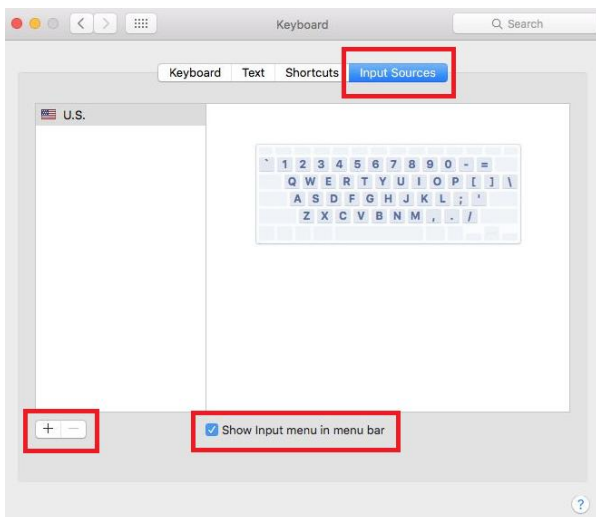 Keyboard
Search
Keyboard Text Shortcuts Input Sources
U.S.
` 1 2 3 4 5 6 7 8 9 0 - =
Q W E R T Y U I O P [ ] \
A S D F G H J K L ; '
Z X C V B N M , . /
+ −
Show Input menu in menu bar
?